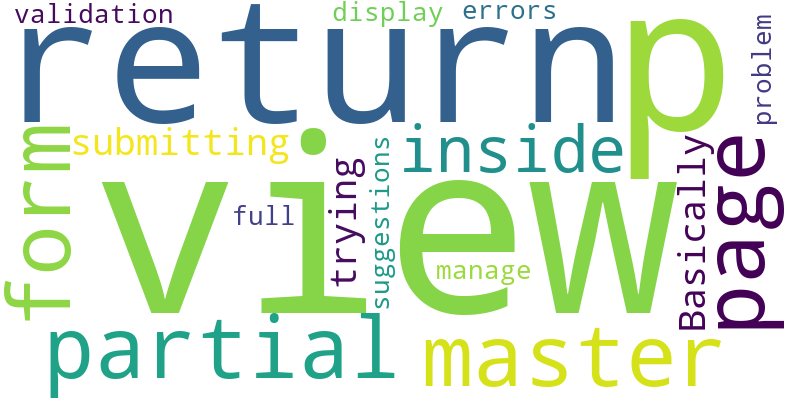 validation
display
errors
return
p
problem
form
submitting
inside
suggestions
Basically
page
view
trying
full
manage
partial
master